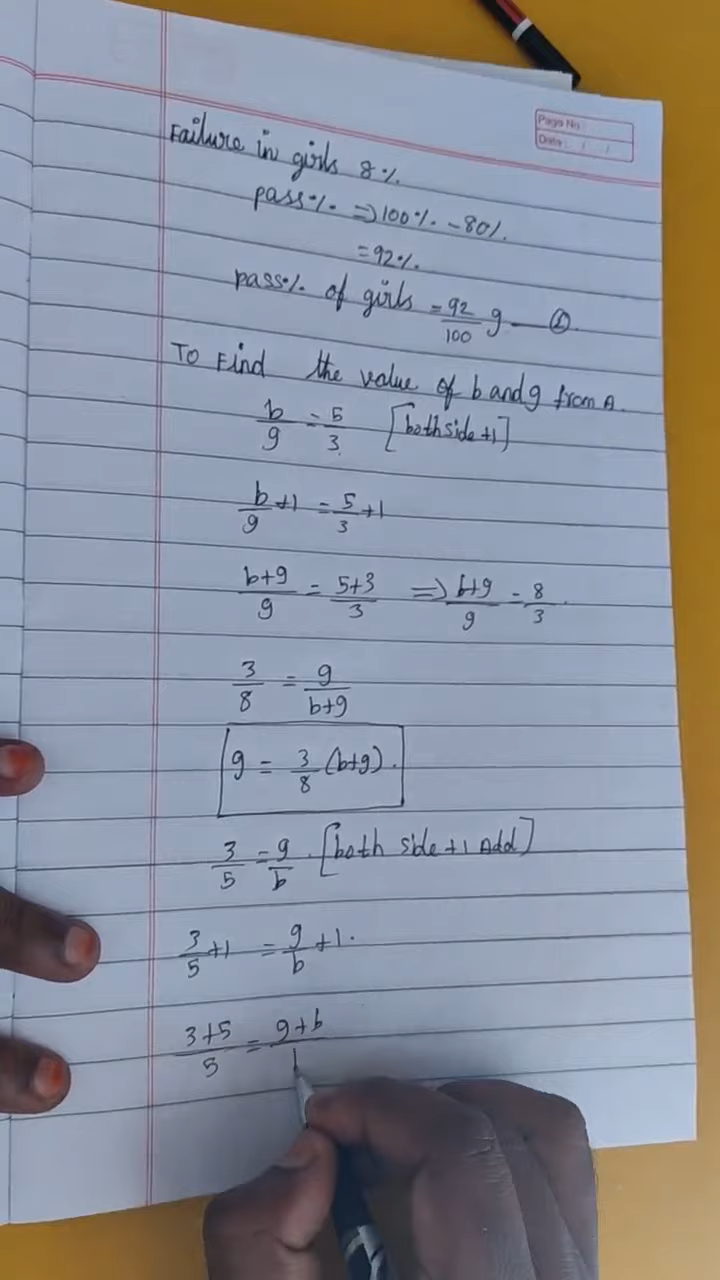 Page No:
Date: / /
Failure in girls 8%.
pass% ⇒ 100% - 80%.
= 92%.
pass% of girls = 92/100 g — ①
To Find the value of b and g from A.
b/g = 5/3 [both side +1]
b/g + 1 = 5/3 + 1
b+g/g = 5+3/3 ⇒ b+g/g = 8/3.
3/8 = g/b+g
g = 3/8 (b+g).
3/5 = g/b . [both side +1 Add]
3/5 + 1 = g/b + 1.
3+5/5 = g+b/